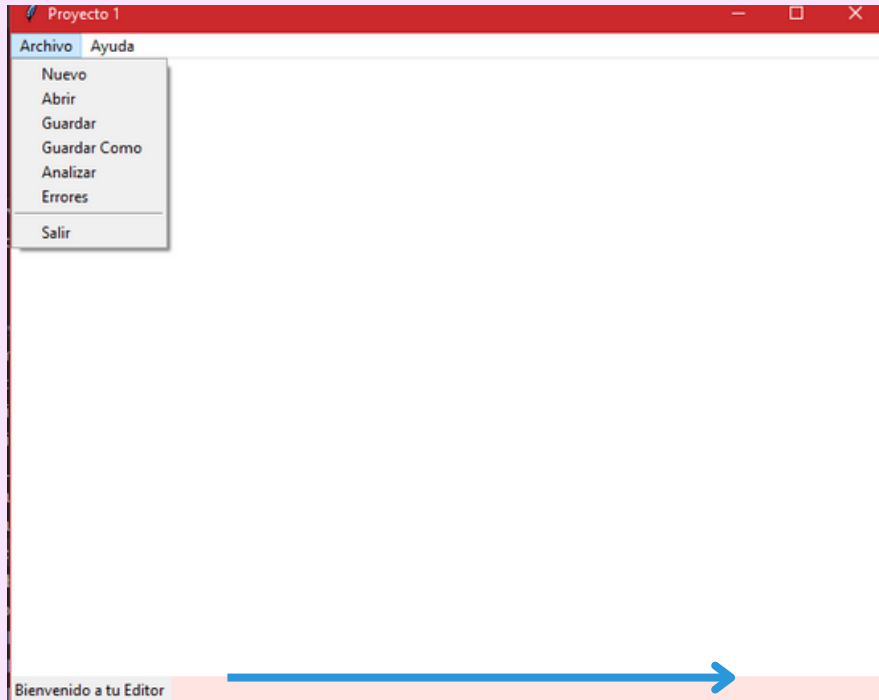 Proyecto 1
Archivo Ayuda
Nuevo
Abrir
Guardar
Guardar Como
Analizar
Errores
Salir
Bienvenido a tu Editor